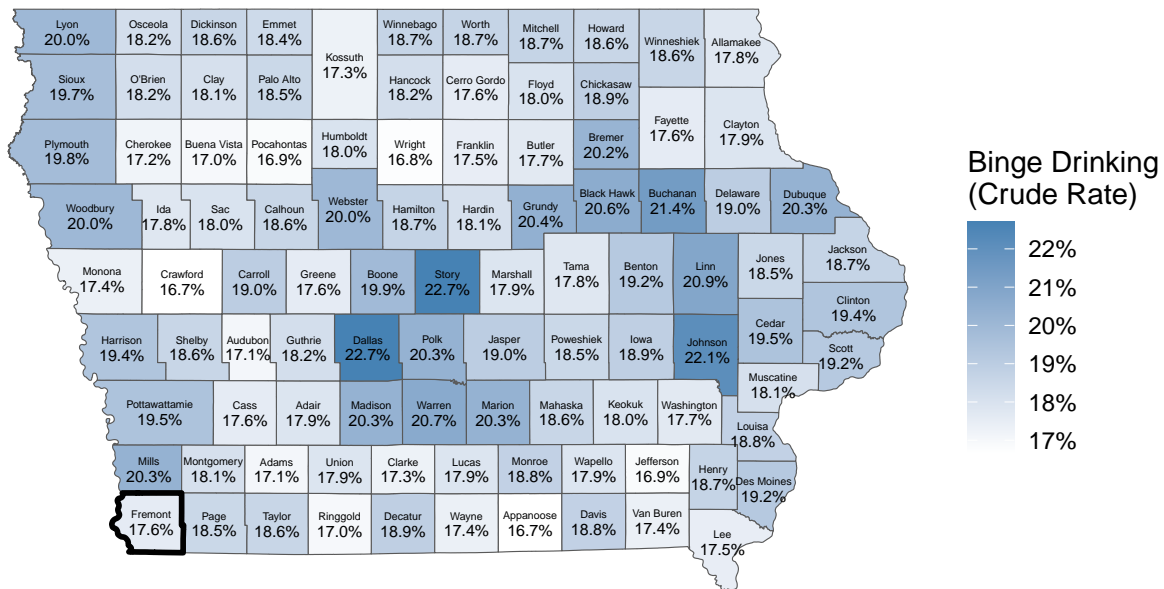 Lyon
20.0%
Osceola
18.2%
Dickinson
18.6%
Emmet
18.4%
Kossuth
17.3%
Winnebago
18.7%
Worth
18.7%
Mitchell
18.7%
Howard
18.6%
Winneshiek
18.6%
Allamakee
17.8%
Sioux
19.7%
O'Brien
18.2%
Clay
18.1%
Palo Alto
18.5%
Hancock
18.2%
Cerro Gordo
17.6%
Floyd
18.0%
Chickasaw
18.9%
Plymouth
19.8%
Cherokee
17.2%
Buena Vista
17.0%
Pocahontas
16.9%
Humboldt
18.0%
Wright
16.8%
Franklin
17.5%
Butler
17.7%
Bremer
20.2%
Fayette
17.6%
Clayton
17.9%
Woodbury
20.0%
Ida
17.8%
Sac
18.0%
Calhoun
18.6%
Webster
20.0%
Hamilton
18.7%
Hardin
18.1%
Grundy
20.4%
Black Hawk
20.6%
Buchanan
21.4%
Delaware
19.0%
Dubuque
20.3%
Monona
17.4%
Crawford
16.7%
Carroll
19.0%
Greene
17.6%
Boone
19.9%
Story
22.7%
Marshall
17.9%
Tama
17.8%
Benton
19.2%
Linn
20.9%
Jones
18.5%
Jackson
18.7%
Clinton
19.4%
Harrison
19.4%
Shelby
18.6%
Audubon
17.1%
Guthrie
18.2%
Dallas
22.7%
Polk
20.3%
Jasper
19.0%
Poweshiek
18.5%
Iowa
18.9%
Johnson
22.1%
Cedar
19.5%
Scott
19.2%
Muscatine
18.1%
Pottawattamie
19.5%
Cass
17.6%
Adair
17.9%
Madison
20.3%
Warren
20.7%
Marion
20.3%
Mahaska
18.6%
Keokuk
18.0%
Washington
17.7%
Louisa
18.8%
Mills
20.3%
Montgomery
18.1%
Adams
17.1%
Union
17.9%
Clarke
17.3%
Lucas
17.9%
Monroe
18.8%
Wapello
17.9%
Jefferson
16.9%
Henry
18.7%
Des Moines
19.2%
Fremont
17.6%
Page
18.5%
Taylor
18.6%
Ringgold
17.0%
Decatur
18.9%
Wayne
17.4%
Appanoose
16.7%
Davis
18.8%
Van Buren
17.4%
Lee
17.5%
Binge Drinking
(Crude Rate)
22%
21%
20%
19%
18%
17%